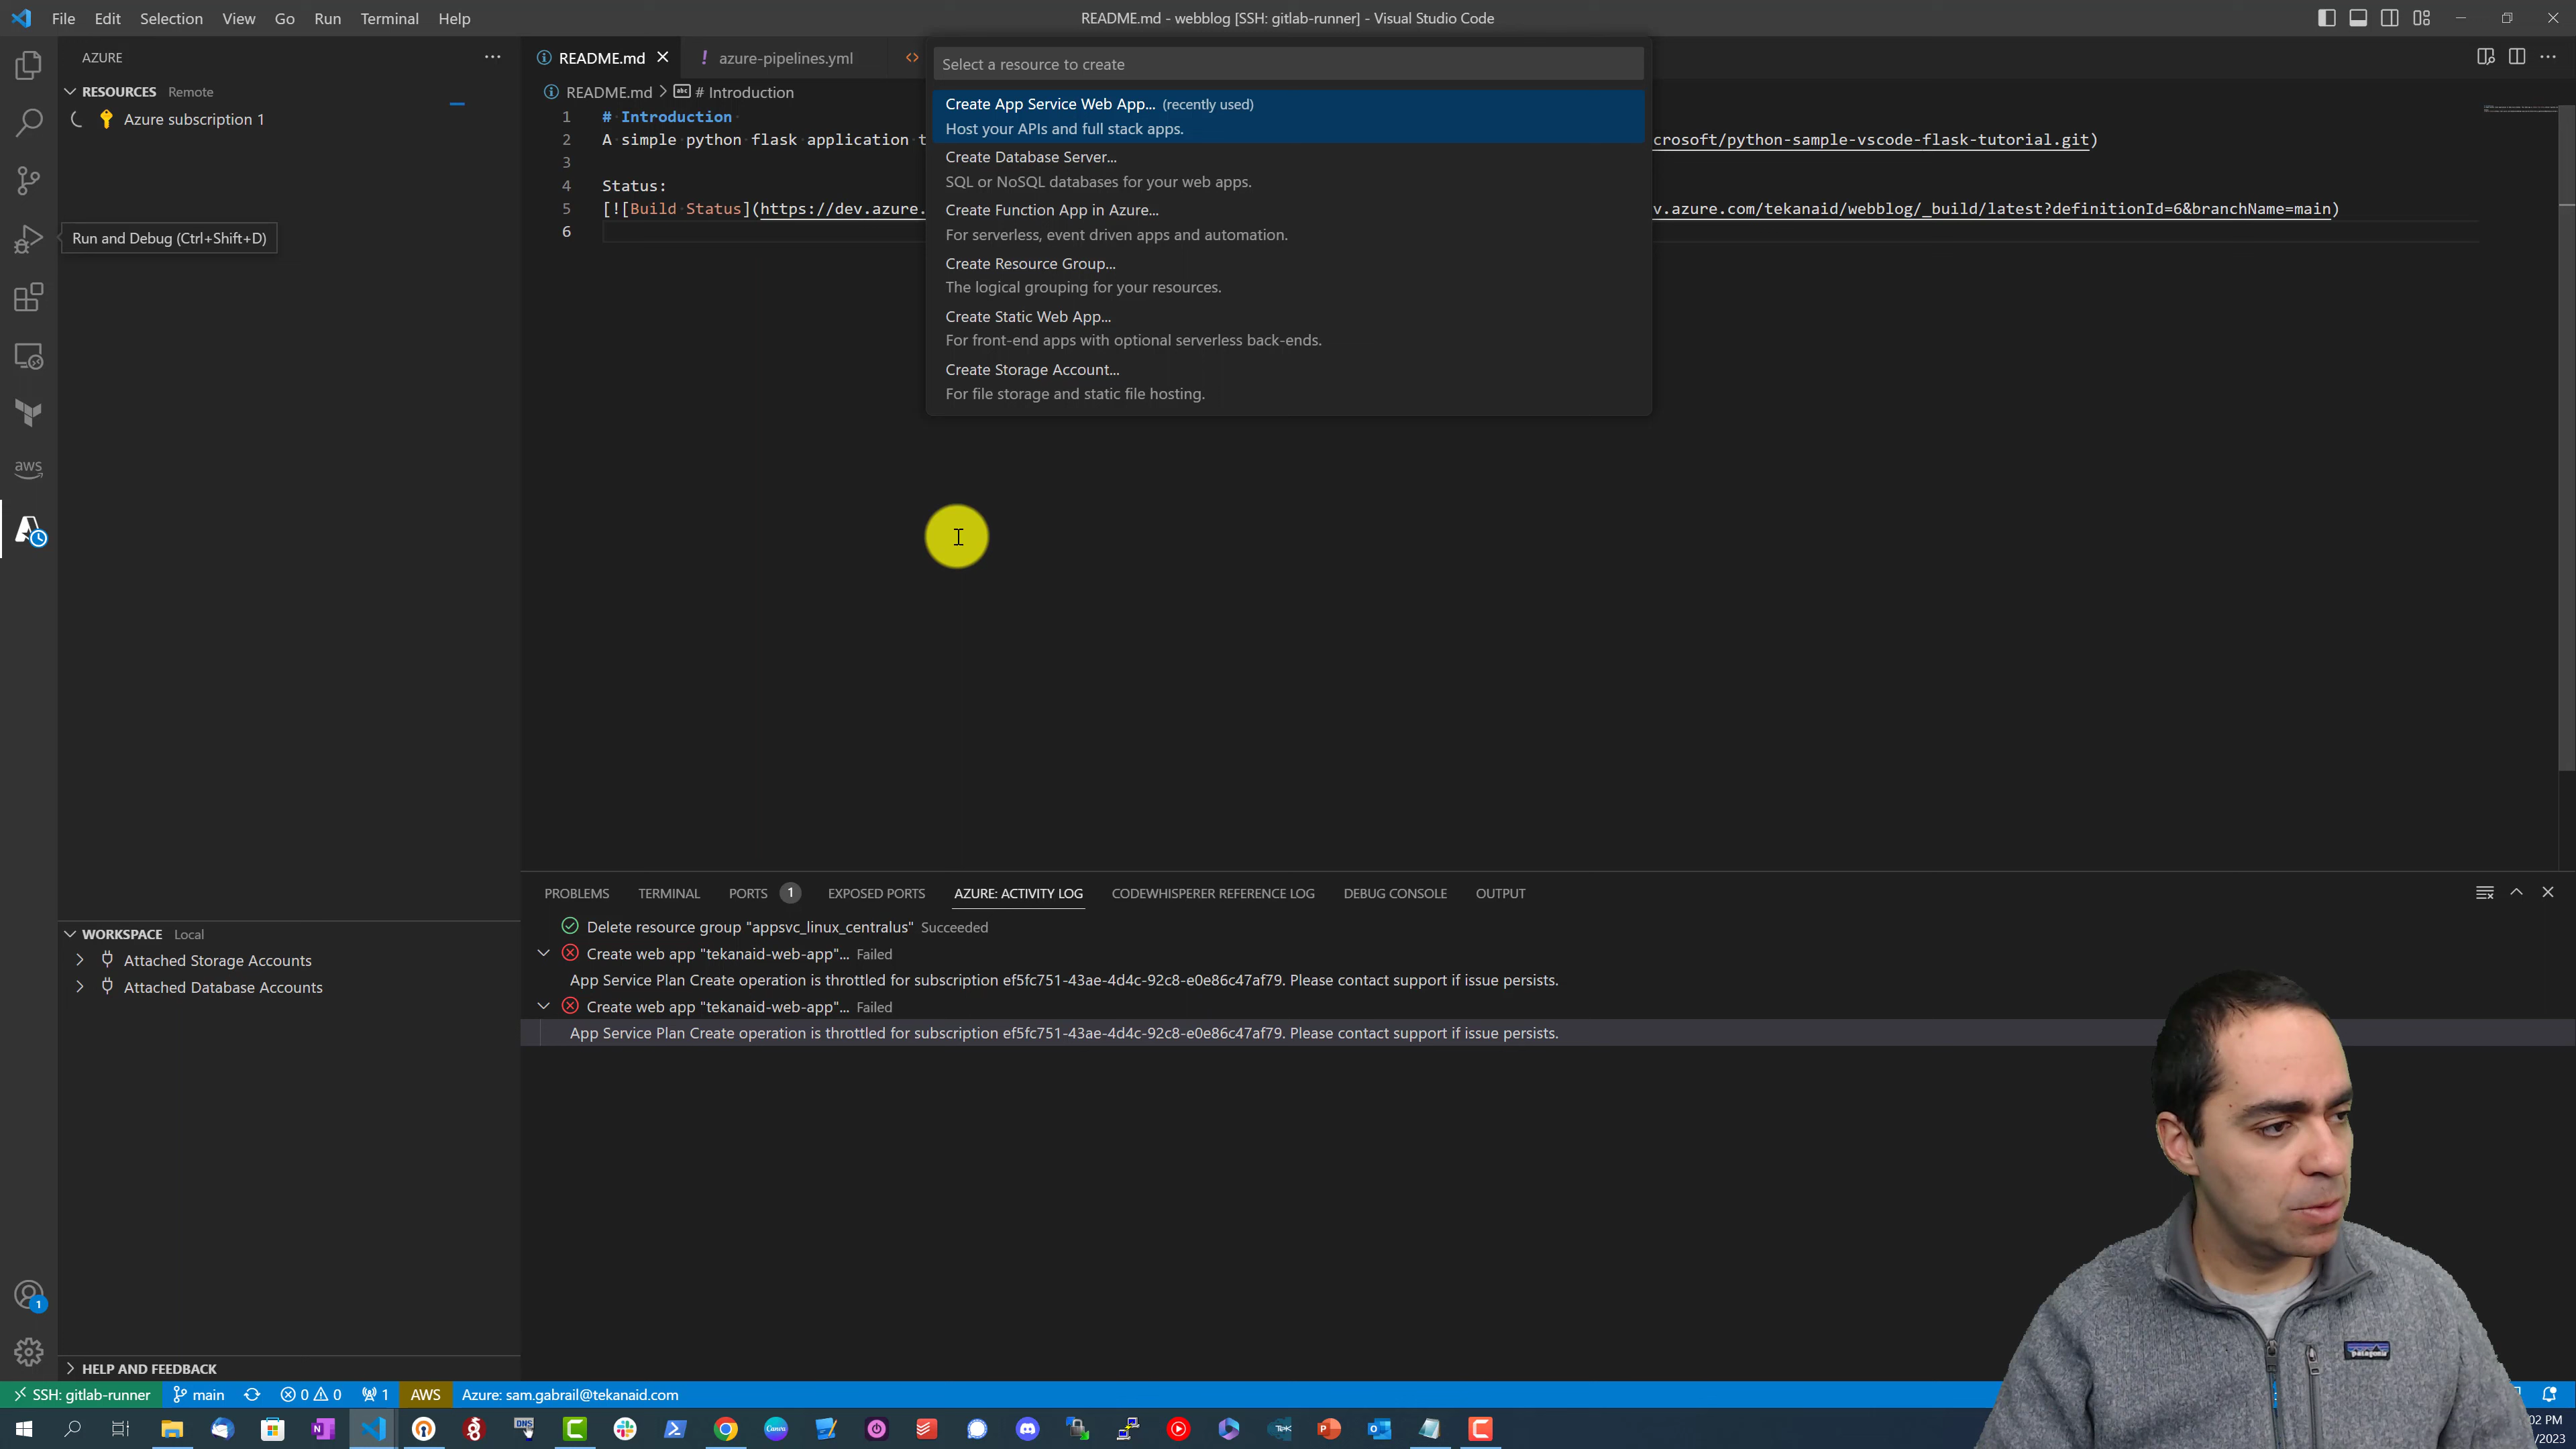 File Edit Selection View Go Run Terminal Help
README.md - webblog [SSH: gitlab-runner] - Visual Studio Code
AZURE
README.md
azure-pipelines.yml
Select a resource to create
RESOURCES Remote
Azure subscription 1
Run and Debug (Ctrl+Shift+D)
README.md > # Introduction
1 # Introduction
2 A simple python flask application t
crosoft/python-sample-vscode-flask-tutorial.git)
3
4 Status:
5 [![Build Status](https://dev.azure.
v.azure.com/tekanaid/webblog/_build/latest?definitionId=6&branchName=main)
6
Create App Service Web App... (recently used)
Host your APIs and full stack apps.
Create Database Server...
SQL or NoSQL databases for your web apps.
Create Function App in Azure...
For serverless, event driven apps and automation.
Create Resource Group...
The logical grouping for your resources.
Create Static Web App...
For front-end apps with optional serverless back-ends.
Create Storage Account...
For file storage and static file hosting.
aws
PROBLEMS TERMINAL PORTS 1 EXPOSED PORTS AZURE: ACTIVITY LOG CODEWHISPERER REFERENCE LOG DEBUG CONSOLE OUTPUT
Delete resource group "appsvc_linux_centralus" Succeeded
Create web app "tekanaid-web-app"... Failed
App Service Plan Create operation is throttled for subscription ef5fc751-43ae-4d4c-92c8-e0e86c47af79. Please contact support if issue persists.
Create web app "tekanaid-web-app"... Failed
App Service Plan Create operation is throttled for subscription ef5fc751-43ae-4d4c-92c8-e0e86c47af79. Please contact support if issue persists.
WORKSPACE Local
Attached Storage Accounts
Attached Database Accounts
1
HELP AND FEEDBACK
patagonia
SSH: gitlab-runner main 0 0 1 AWS Azure: sam.gabrail@tekanaid.com
DNS
Canva
02 PM
/2023